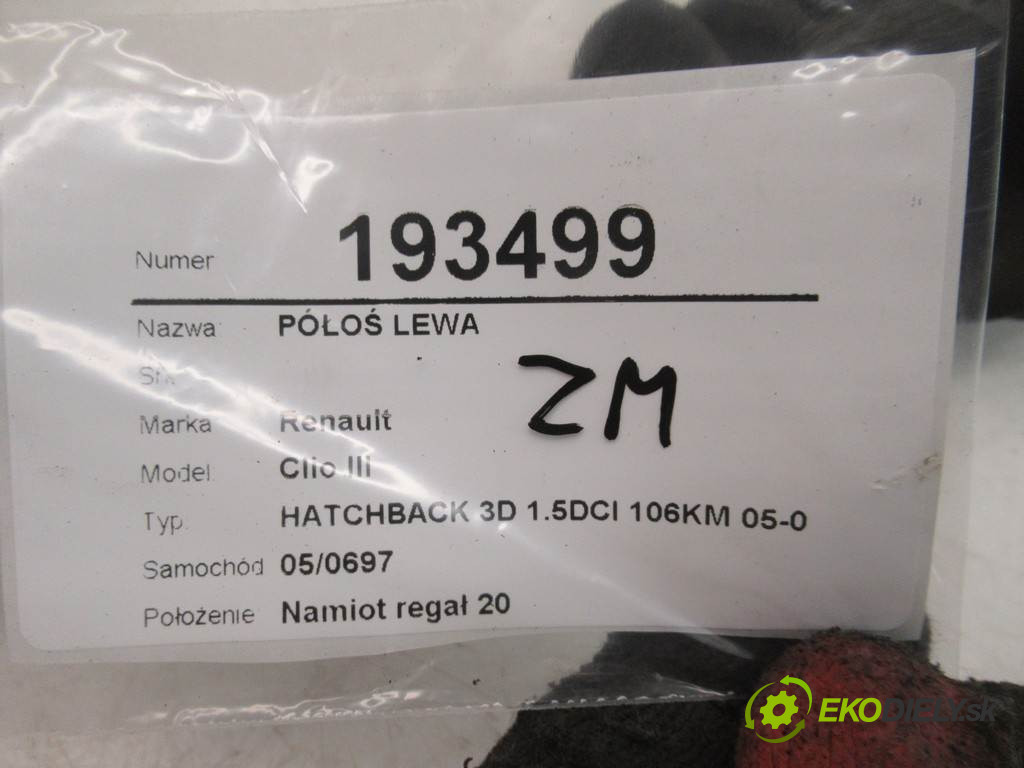 Numer 193499
Nazwa PÓŁOŚ LEWA
ZM
Marka Renault
Model Clio III
Typ HATCHBACK 3D 1.5DCI 106KM 05-0
Samochód 05/0697
Położenie Namiot regał 20
EKODIELY.sk